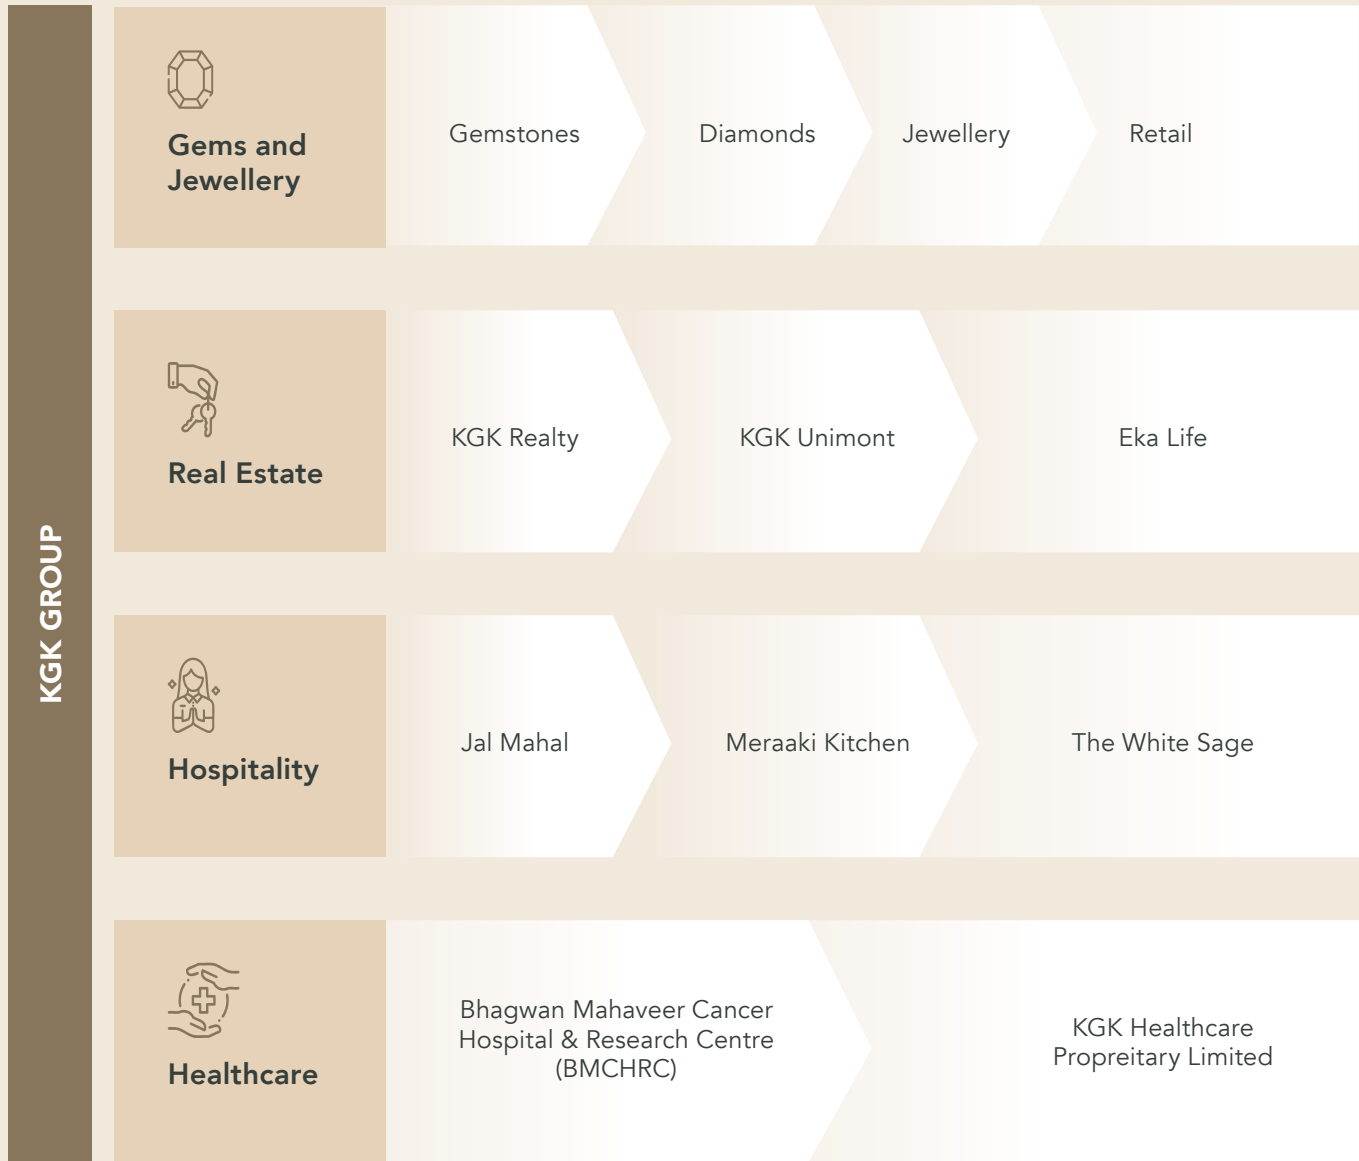 KGK GROUP
Gems and
Jewellery
Gemstones
Diamonds
Jewellery
Retail
Real Estate
KGK Realty
KGK Unimont
Eka Life
Hospitality
Jal Mahal
Meraaki Kitchen
The White Sage
Healthcare
Bhagwan Mahaveer Cancer
Hospital & Research Centre
(BMCHRC)
KGK Healthcare
Propreitary Limited